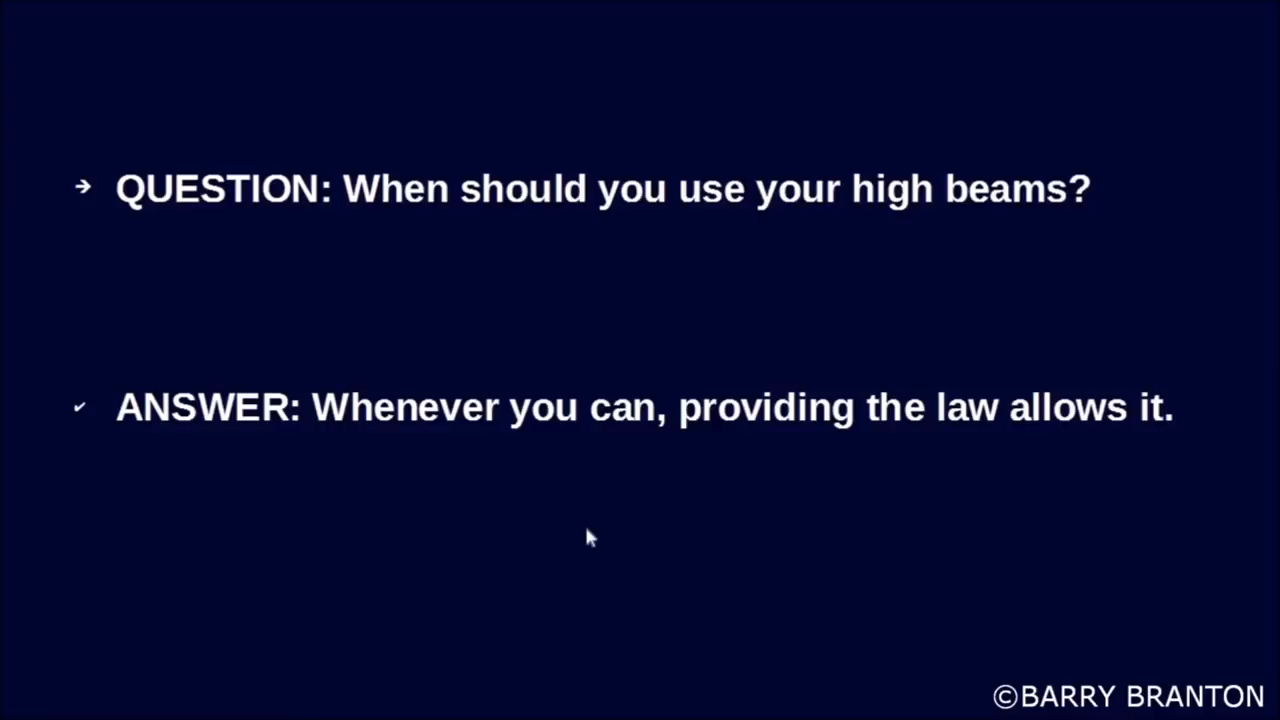 → QUESTION: When should you use your high beams?
✓ ANSWER: Whenever you can, providing the law allows it.
©BARRY BRANTON